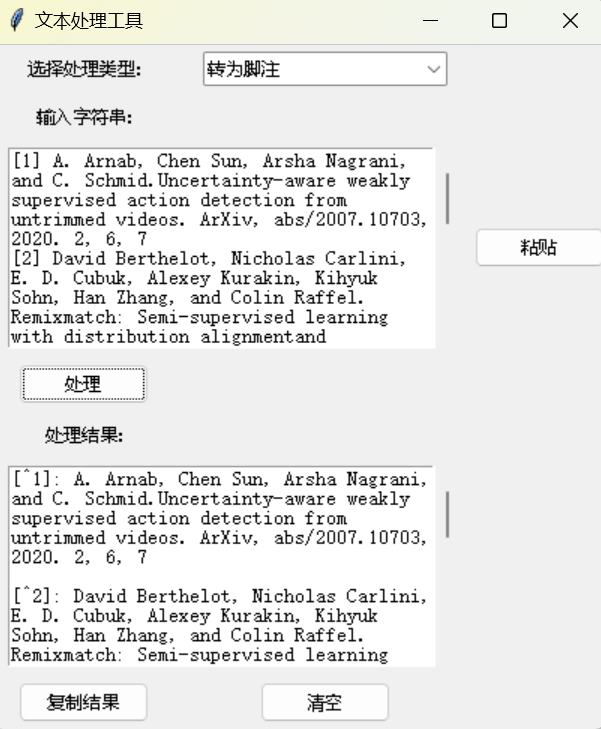 文本处理工具
选择处理类型:
转为脚注
输入字符串:
[1] A. Arnab, Chen Sun, Arsha Nagrani,
and C. Schmid.Uncertainty-aware weakly
supervised action detection from
untrimmed videos. ArXiv, abs/2007.10703,
2020. 2, 6, 7
[2] David Berthelot, Nicholas Carlini,
E. D. Cubuk, Alexey Kurakin, Kihyuk
Sohn, Han Zhang, and Colin Raffel.
Remixmatch: Semi-supervised learning
with distribution alignmentand
粘贴
处理
处理结果:
[^1]: A. Arnab, Chen Sun, Arsha Nagrani,
and C. Schmid.Uncertainty-aware weakly
supervised action detection from
untrimmed videos. ArXiv, abs/2007.10703,
2020. 2, 6, 7
[^2]: David Berthelot, Nicholas Carlini,
E. D. Cubuk, Alexey Kurakin, Kihyuk
Sohn, Han Zhang, and Colin Raffel.
Remixmatch: Semi-supervised learning
复制结果
清空